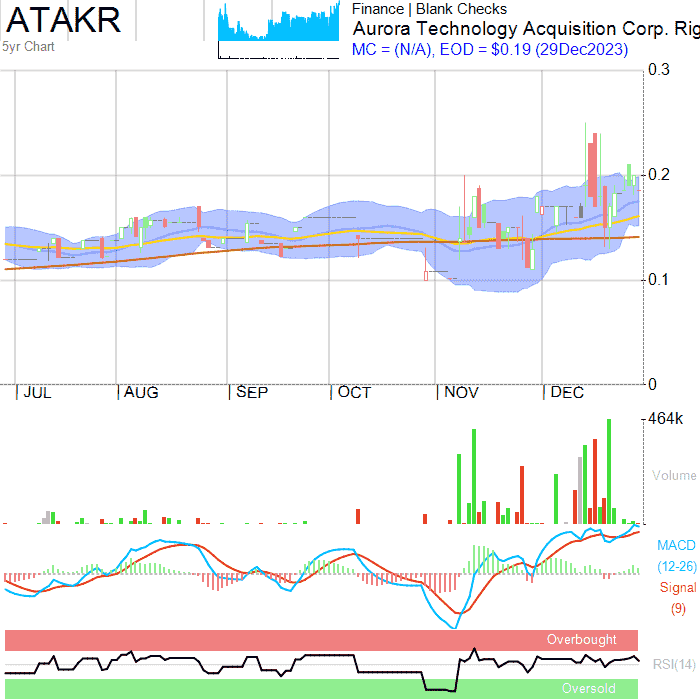 ATAKR
5yr Chart
Finance | Blank Checks
Aurora Technology Acquisition Corp. Rig
MC = (N/A), EOD = $0.19 (29Dec2023)
0.3
0.2
0.1
0
JUL AUG SEP OCT NOV DEC
464k
Volume
MACD
(12-26)
Signal
(9)
Overbought
RSI(14)
Oversold